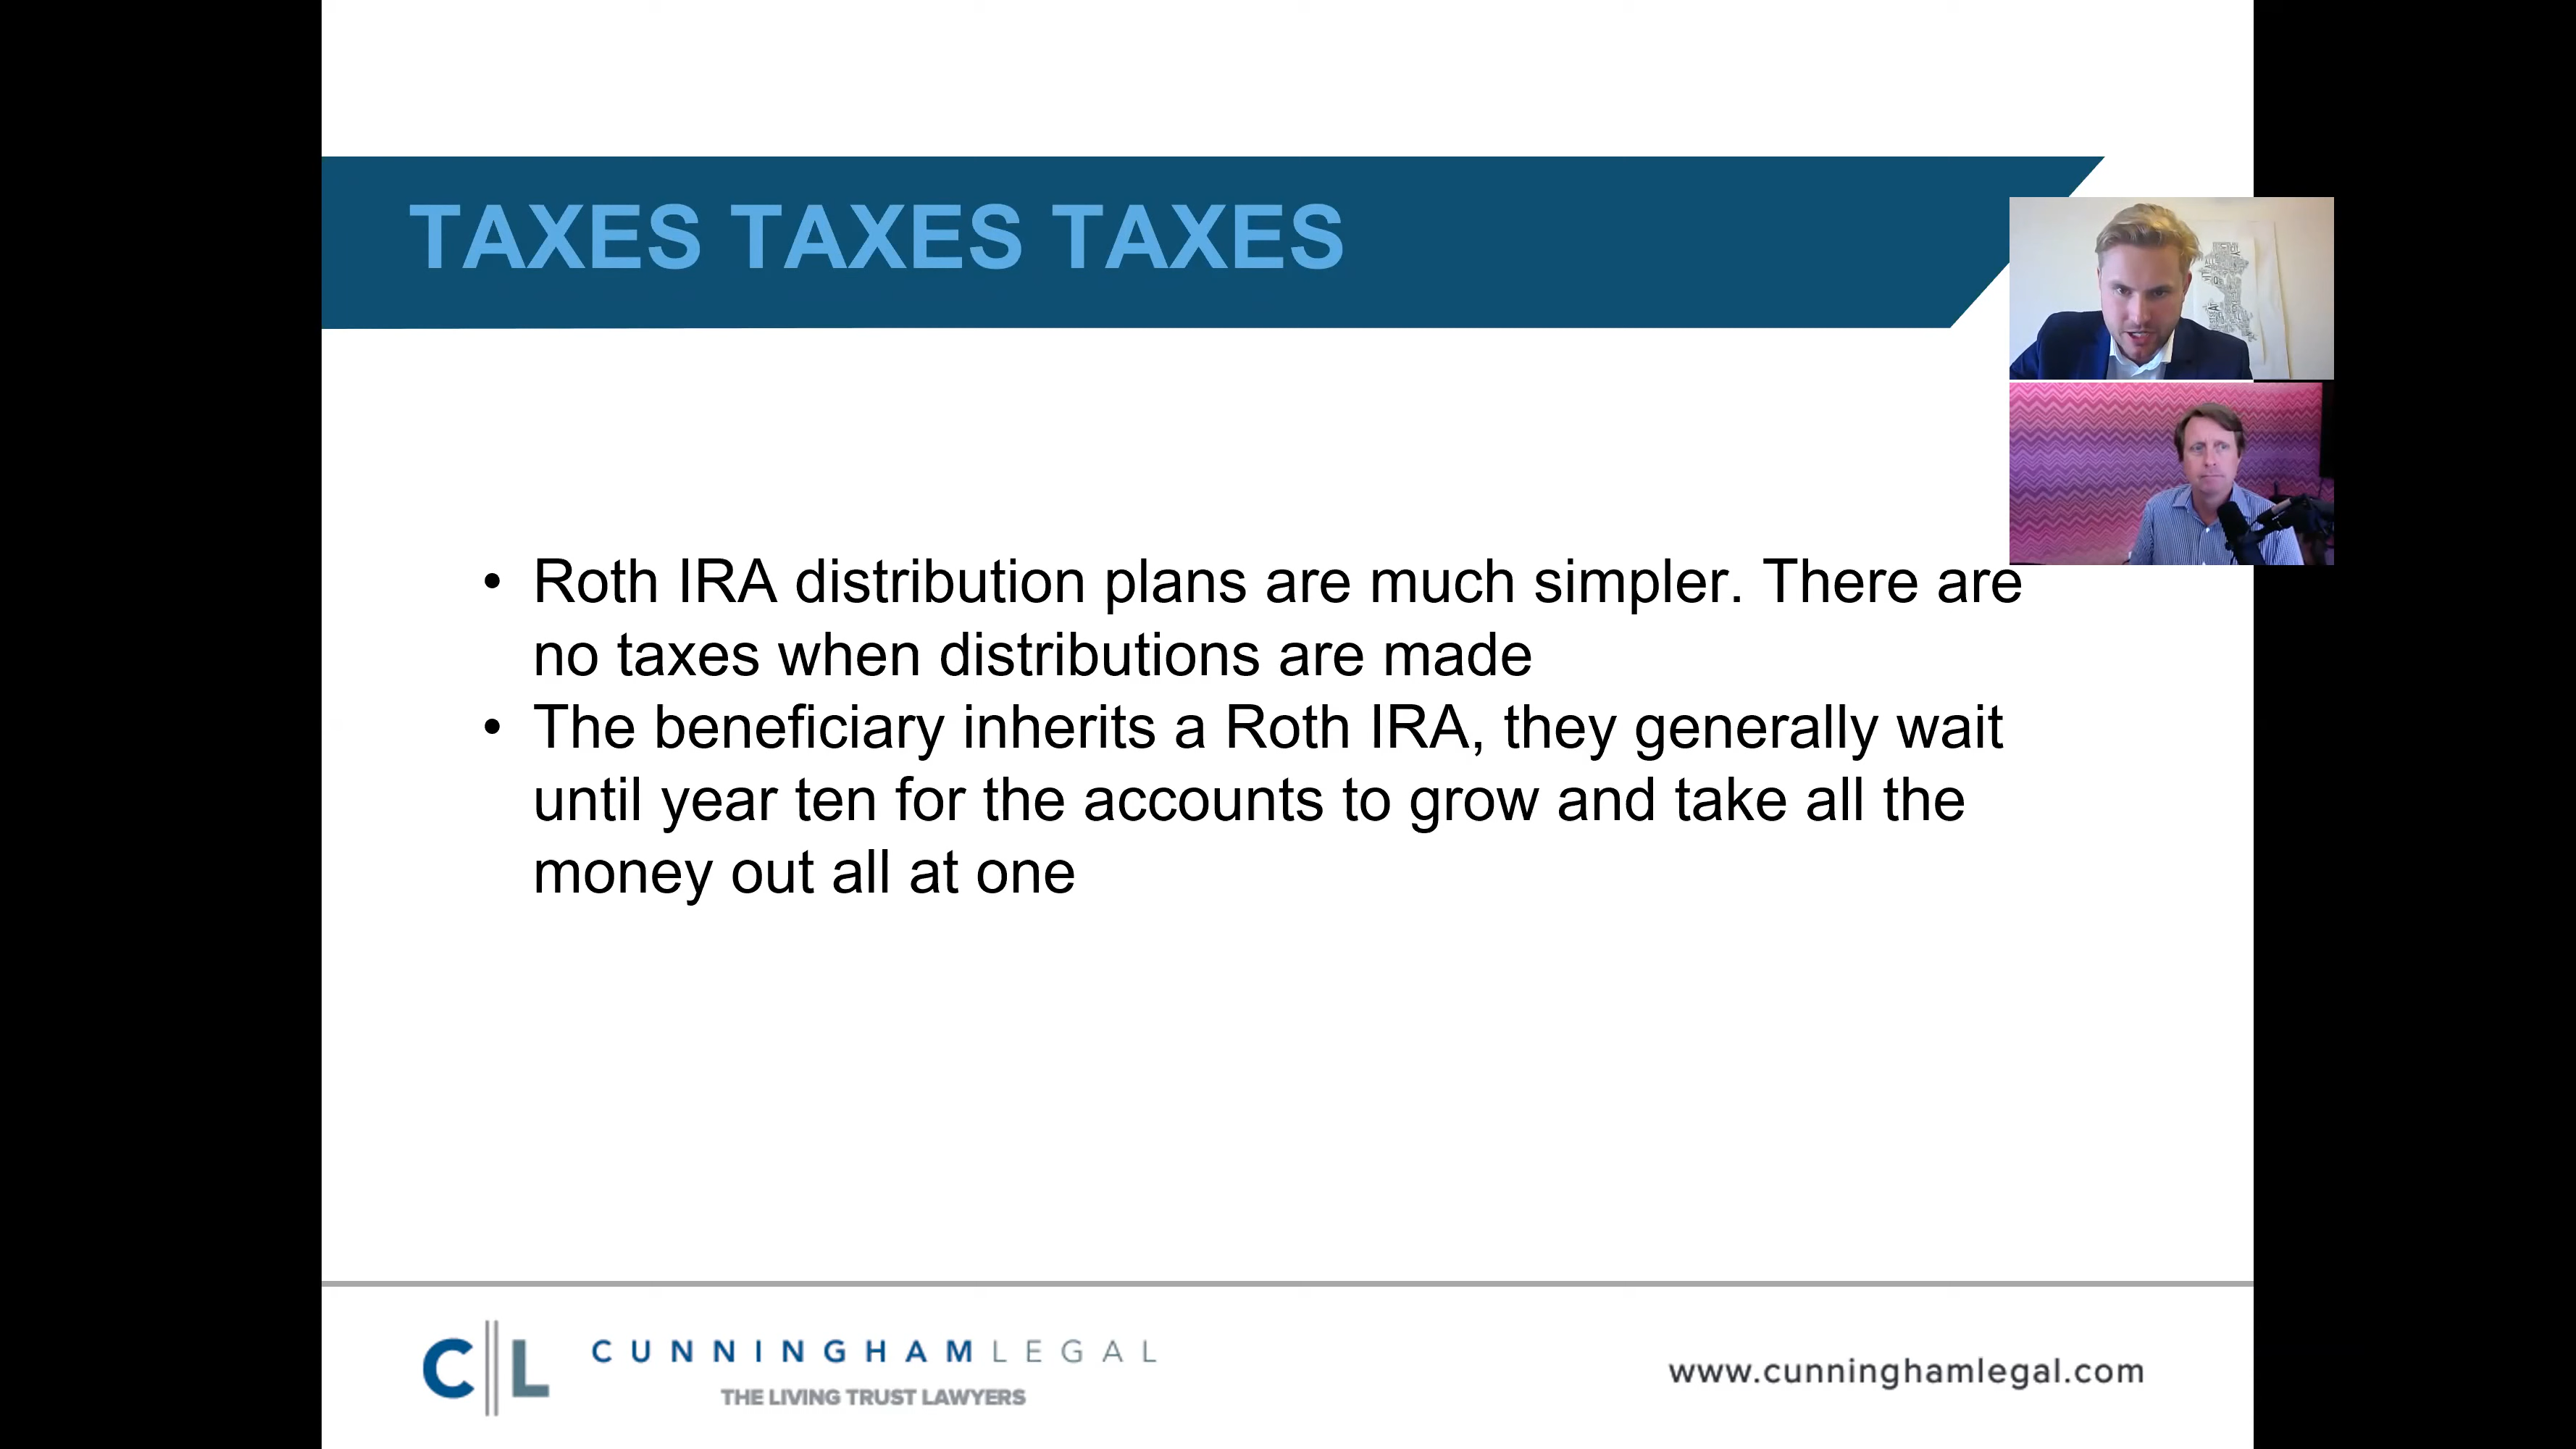 TAXES TAXES TAXES
• Roth IRA distribution plans are much simpler. There are
no taxes when distributions are made
• The beneficiary inherits a Roth IRA, they generally wait
until year ten for the accounts to grow and take all the
money out all at one
C L CUNNINGHAMLEGAL
THE LIVING TRUST LAWYERS
www.cunninghamlegal.com